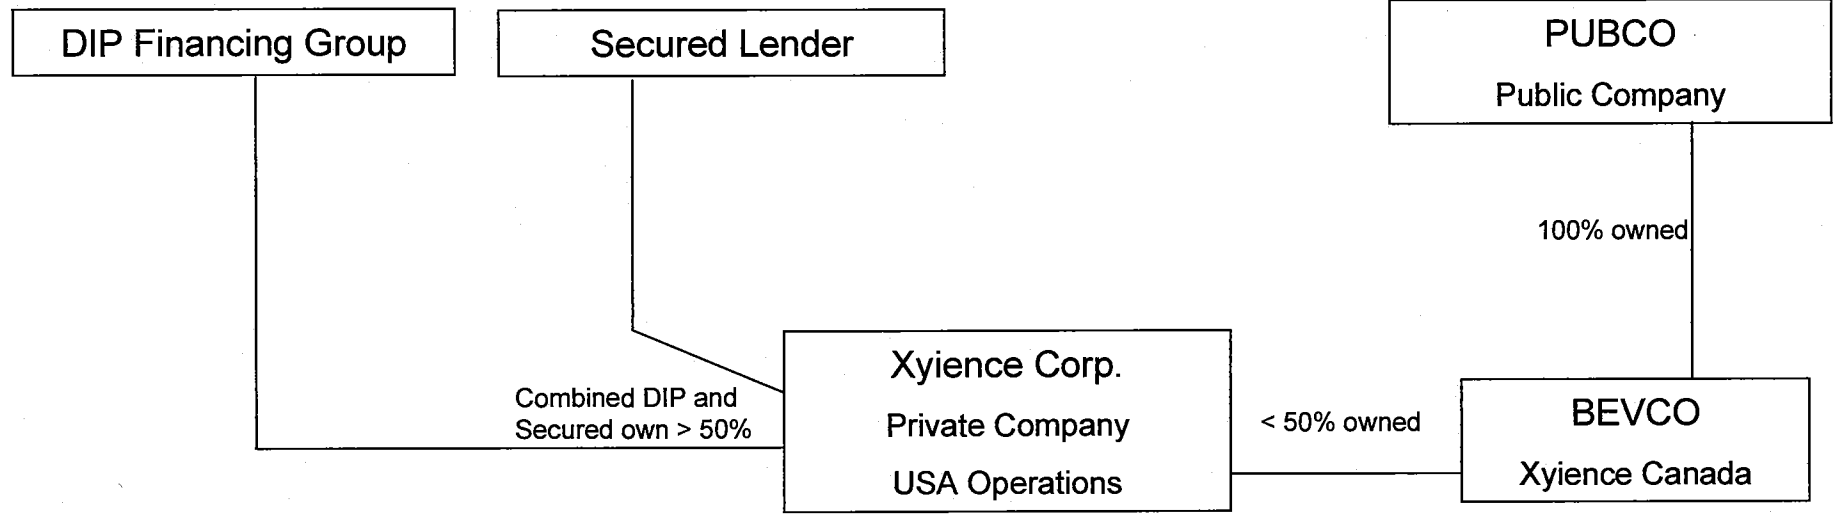 DIP Financing Group
Secured Lender
PUBCO
Public Company
100% owned
Combined DIP and
Secured own > 50%
Xyience Corp.
Private Company
USA Operations
< 50% owned
BEVCO
Xyience Canada